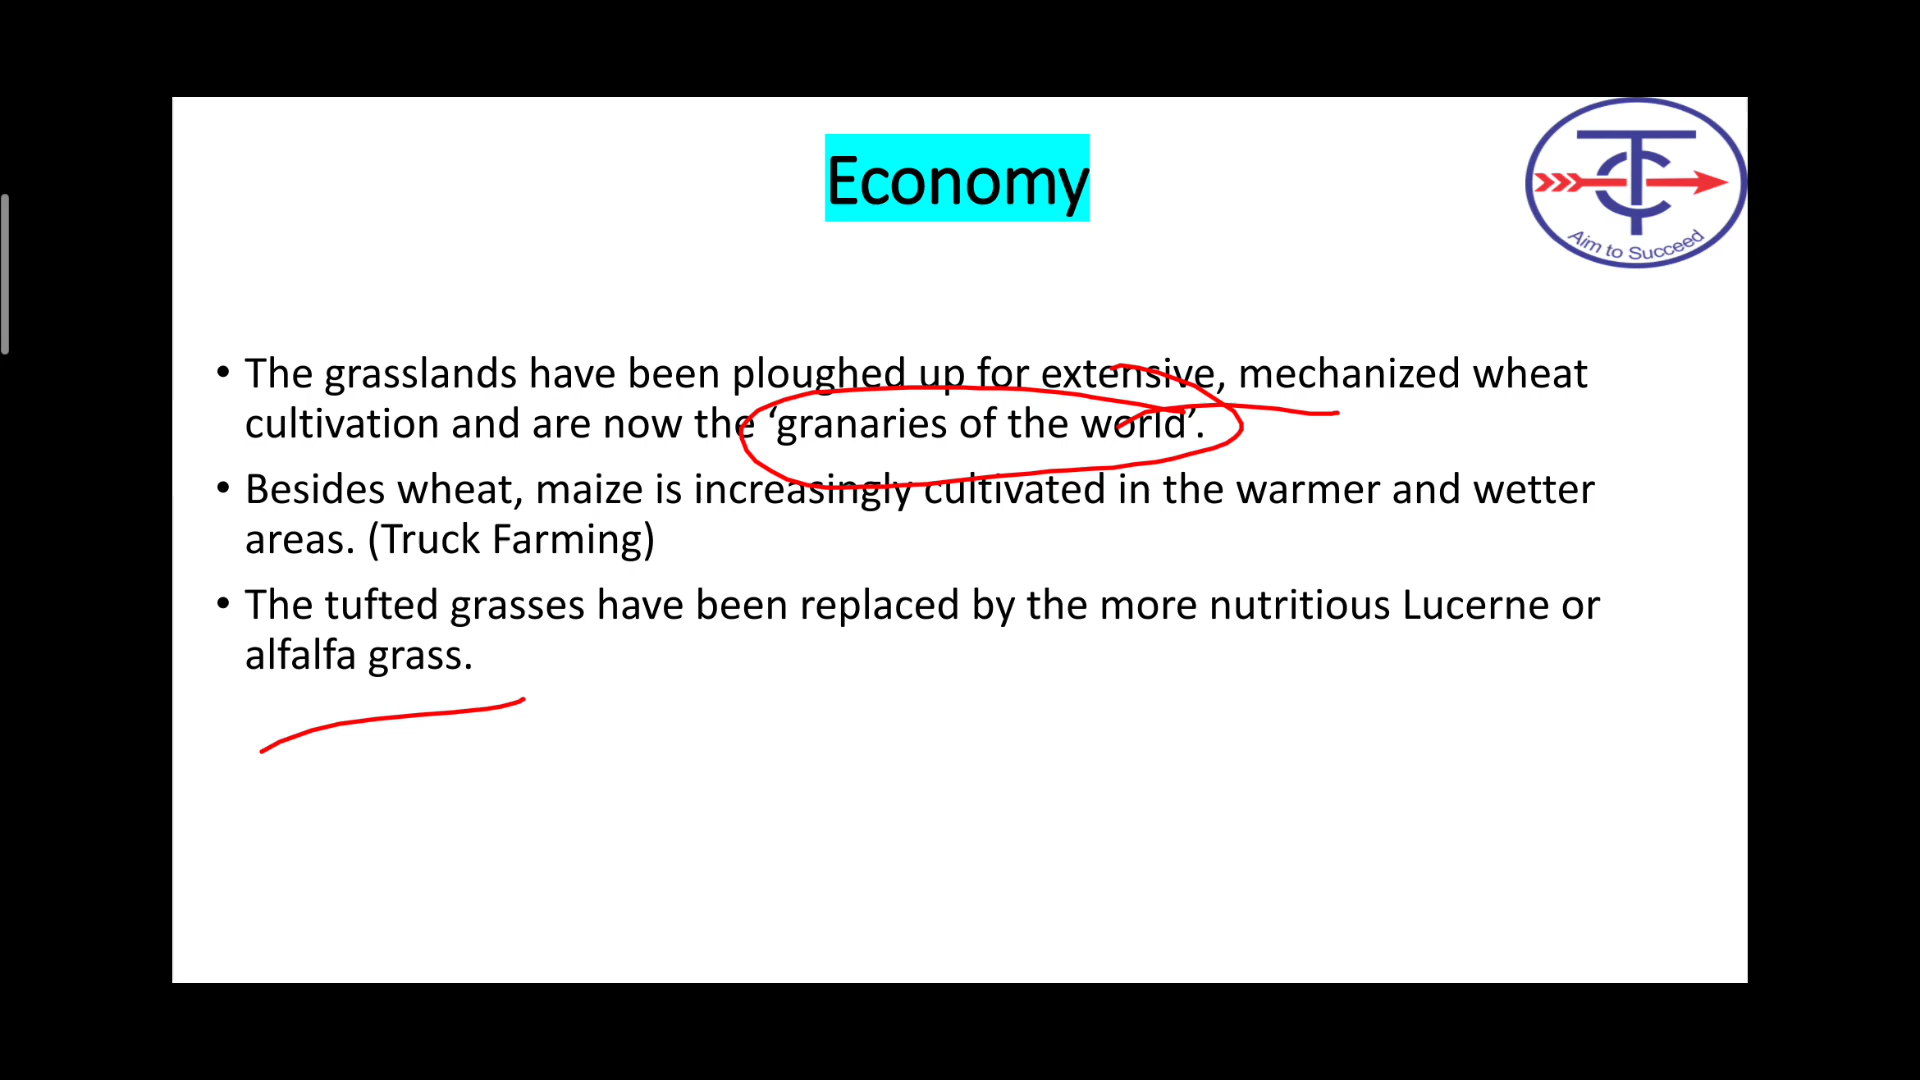 Economy
TCY
Aim to Succeed
• The grasslands have been ploughed up for extensive, mechanized wheat
cultivation and are now the ‘granaries of the world’.
• Besides wheat, maize is increasingly cultivated in the warmer and wetter
areas. (Truck Farming)
• The tufted grasses have been replaced by the more nutritious Lucerne or
alfalfa grass.